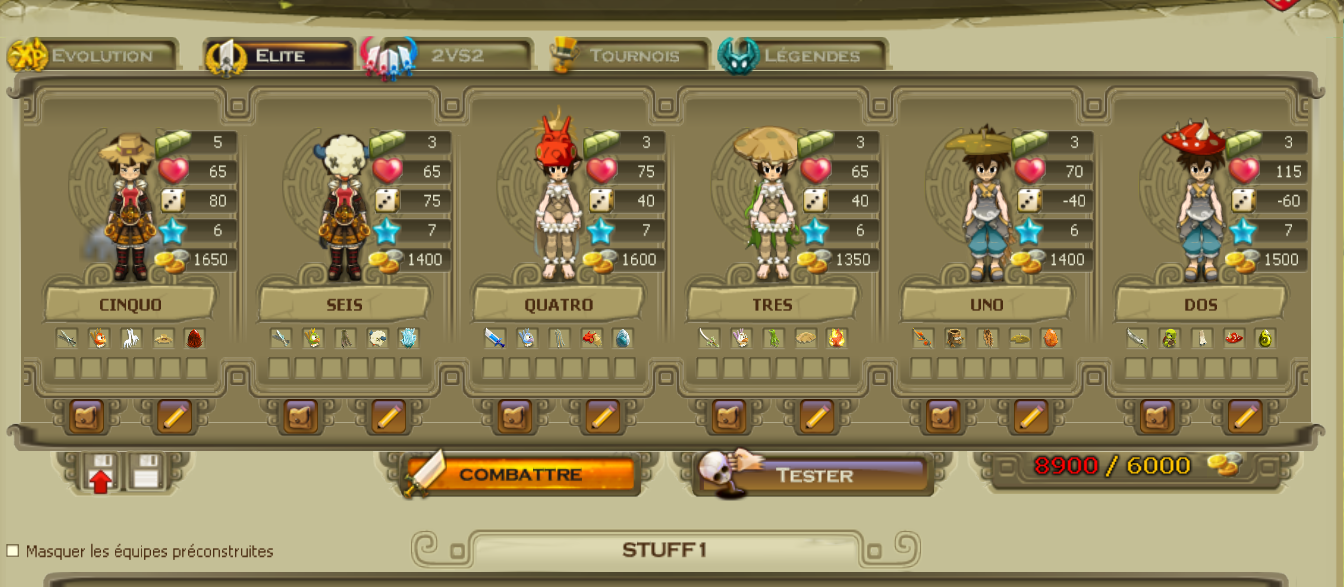 XP EVOLUTION ELITE 2VS2 TOURNOIS LÉGENDES
5 3 3 3 3 3
65 65 75 65 70 115
80 75 40 40 -40 -60
6 7 7 6 6 7
1650 1400 1600 1350 1400 1500
CINQUO SEIS QUATRO TRES UNO DOS
COMBATTRE TESTER 8900 / 6000
Masquer les équipes préconstruites STUFF1